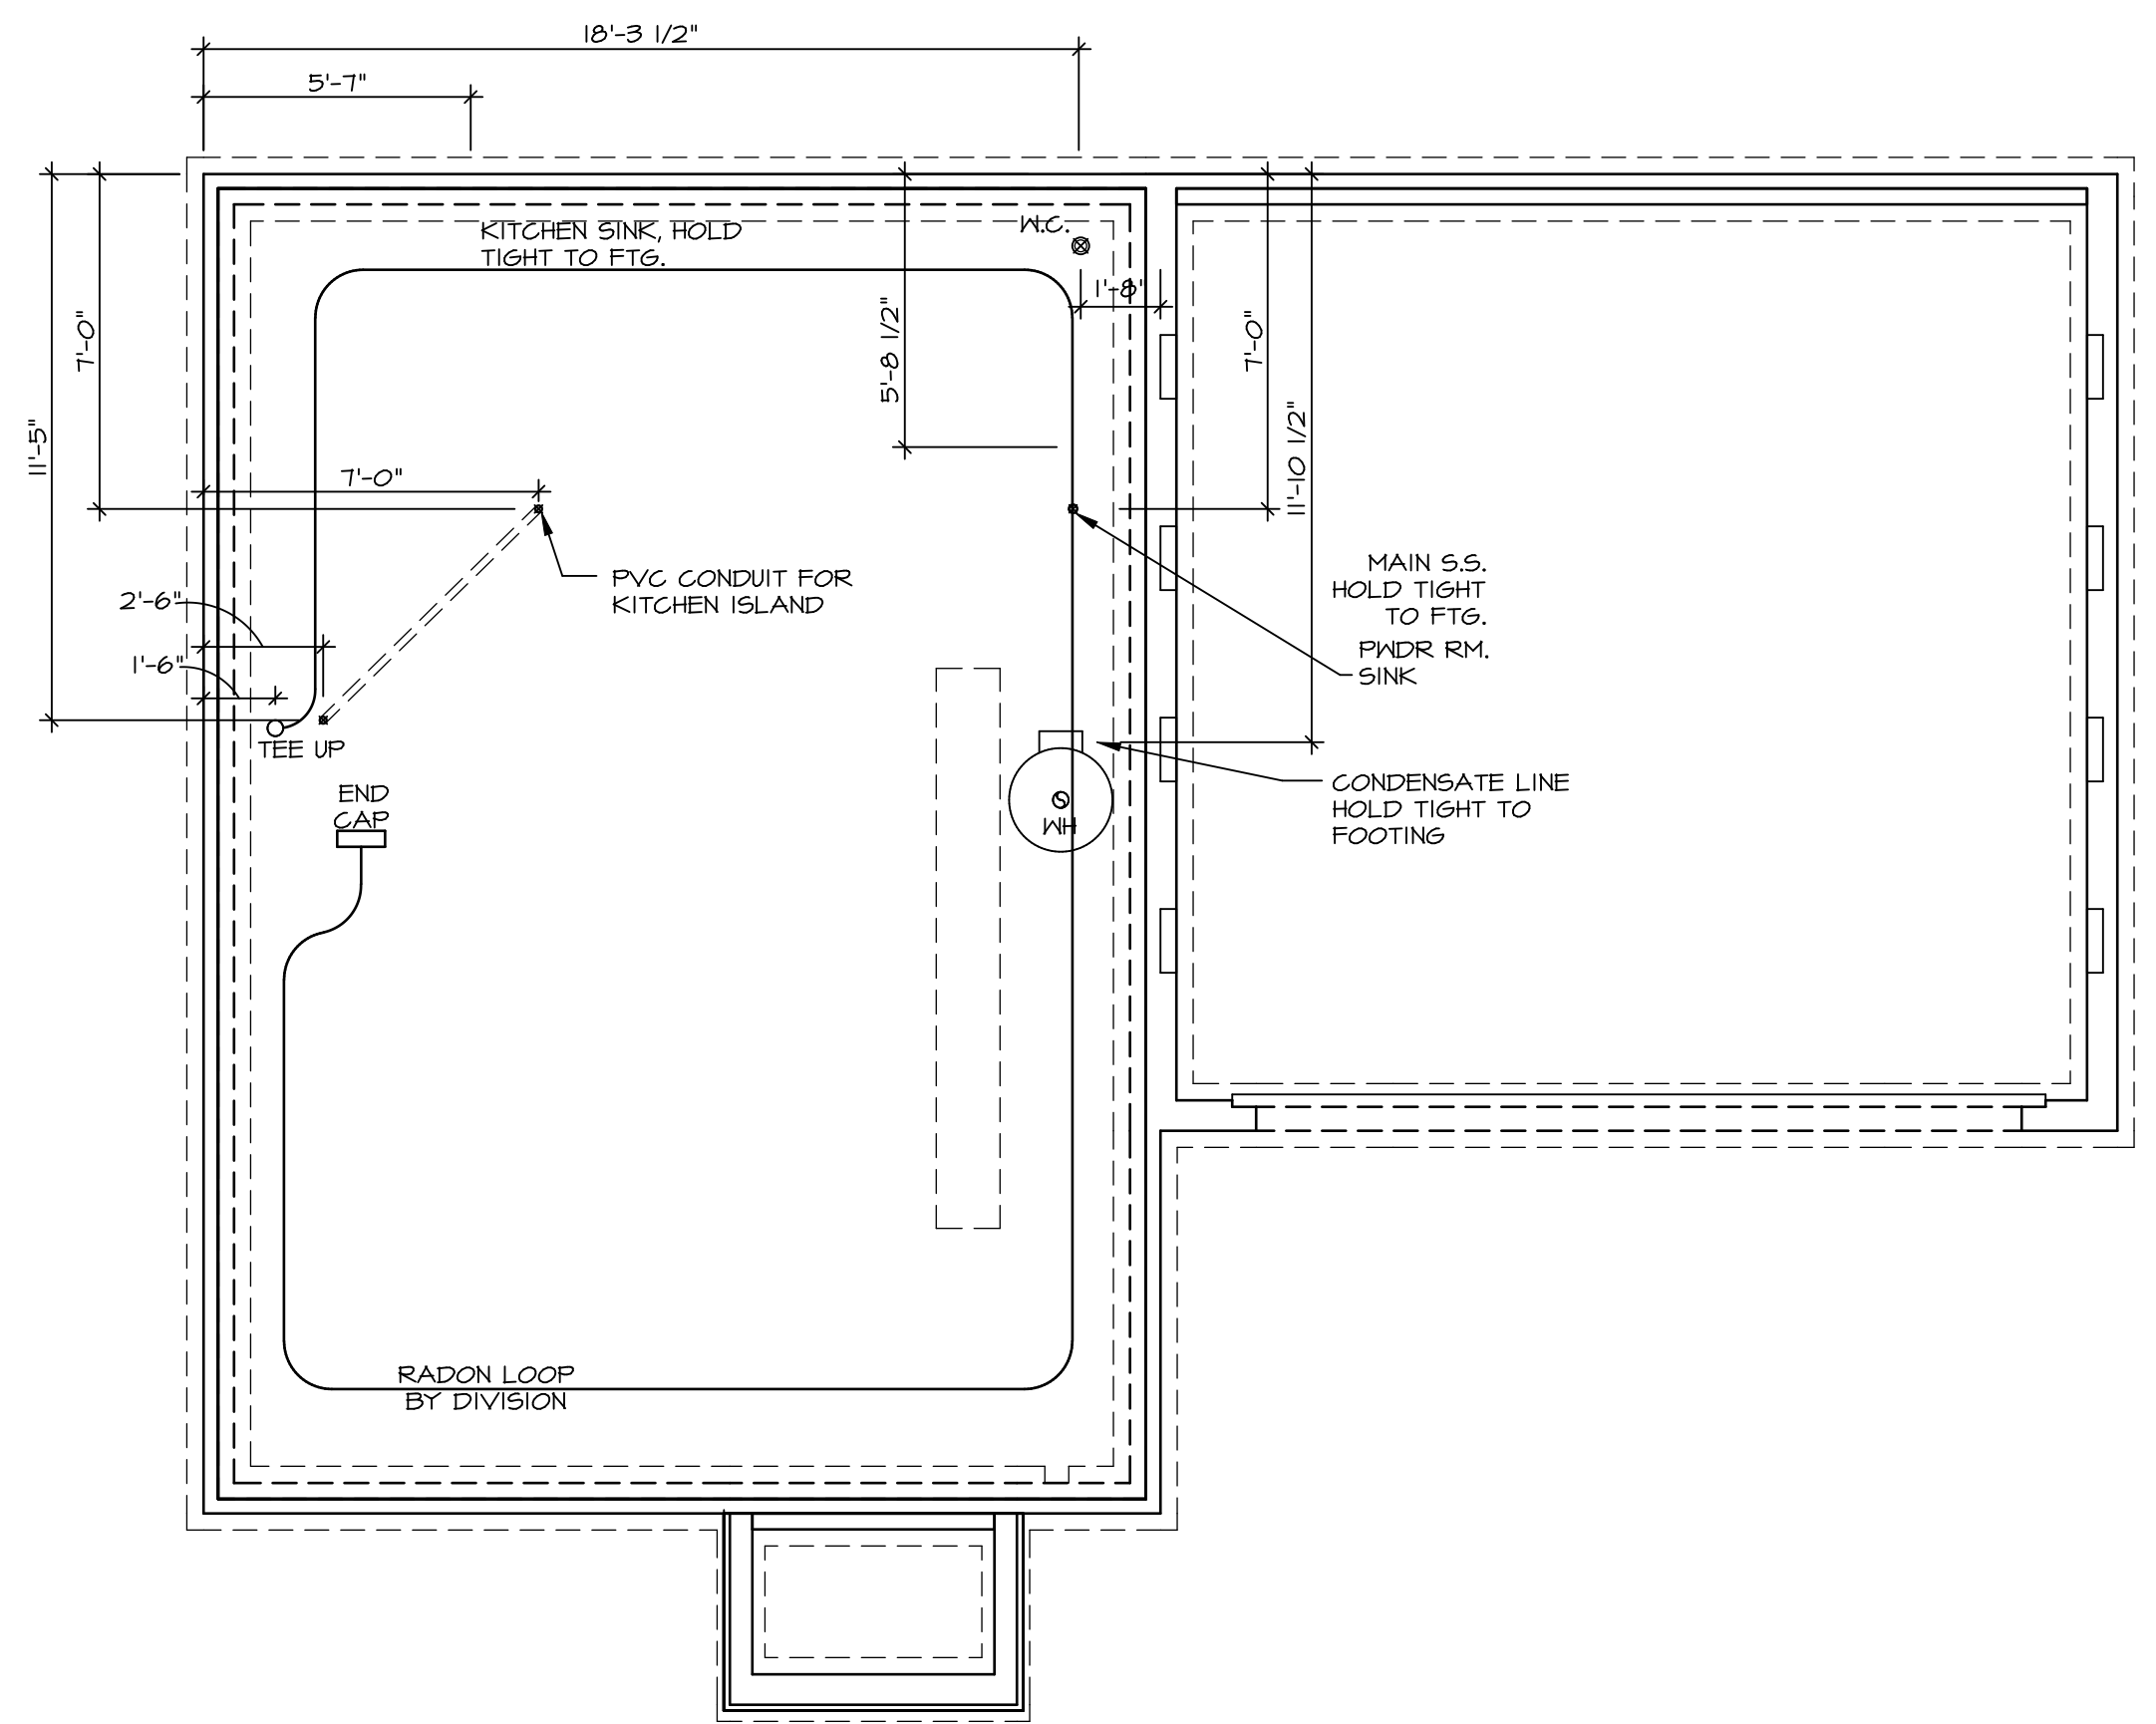 18'-3 1/2"
5'-7"
KITCHEN SINK, HOLD
TIGHT TO FTG.
W.C.
1'-8"
7'-0"
5'-8 1/2"
7'-0"
11'-10 1/2"
11'-5"
7'-0"
PVC CONDUIT FOR
KITCHEN ISLAND
MAIN S.S.
HOLD TIGHT
TO FTG.
PWDR RM.
SINK
2'-6"
1'-6"
TEE UP
END
CAP
WH
CONDENSATE LINE
HOLD TIGHT TO
FOOTING
RADON LOOP
BY DIVISION